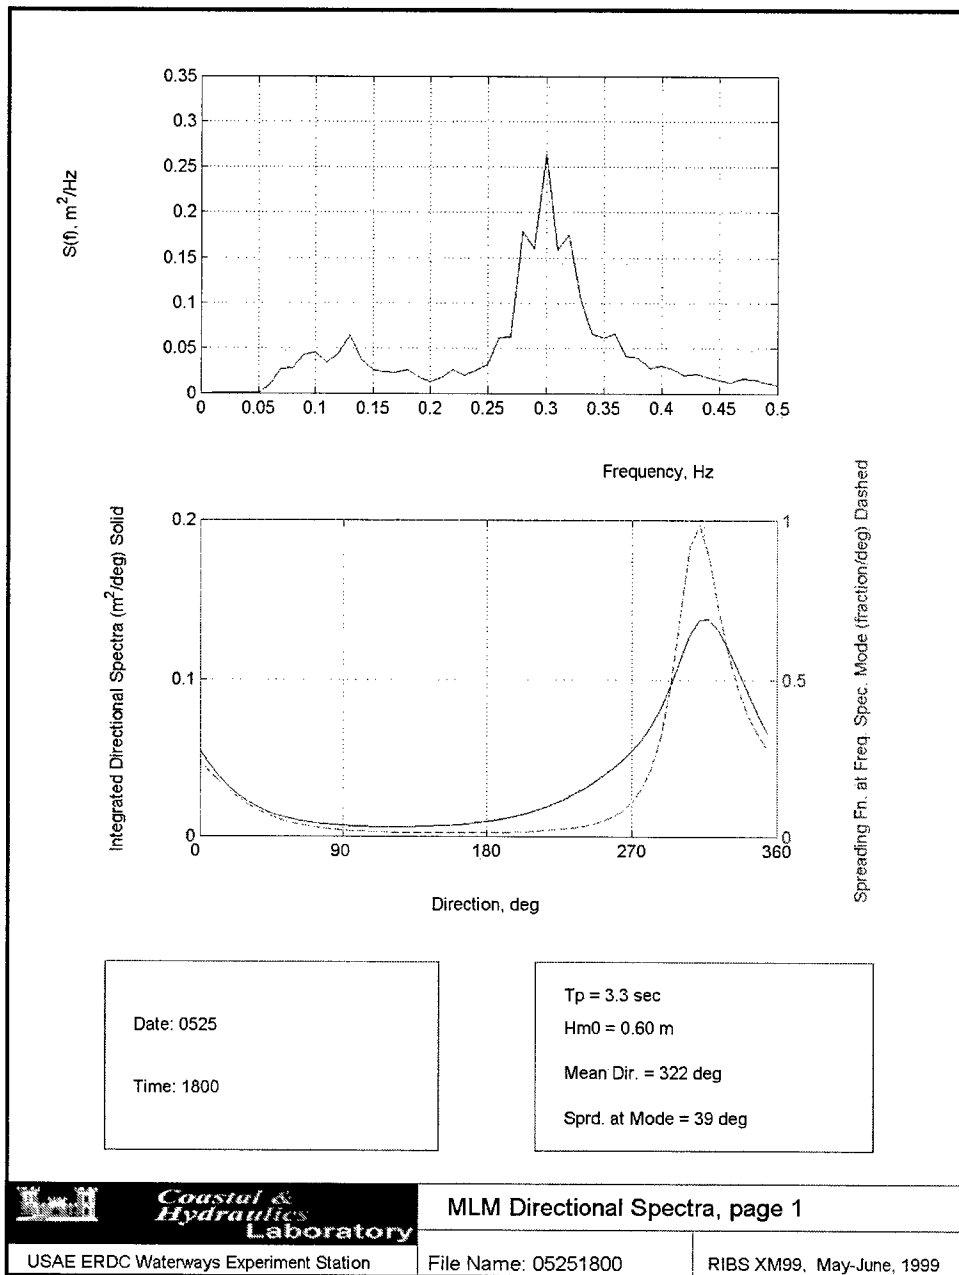 0.35
0.3
0.25
0.2
0.15
0.1
0.05
0
S(f), m²/Hz
0 0.05 0.1 0.15 0.2 0.25 0.3 0.35 0.4 0.45 0.5
Frequency, Hz
Integrated Directional Spectra (m²/deg) Solid
0.2
0.1
0
1
0.5
0
Spreading Fn. at Freq. Spec. Mode (fraction/deg) Dashed
0 90 180 270 360
Direction, deg
Date: 0525
Time: 1800
Tp = 3.3 sec
Hm0 = 0.60 m
Mean Dir. = 322 deg
Sprd. at Mode = 39 deg
Coastal &
Hydraulics
Laboratory
USAE ERDC Waterways Experiment Station
MLM Directional Spectra, page 1
File Name: 05251800
RIBS XM99, May-June, 1999